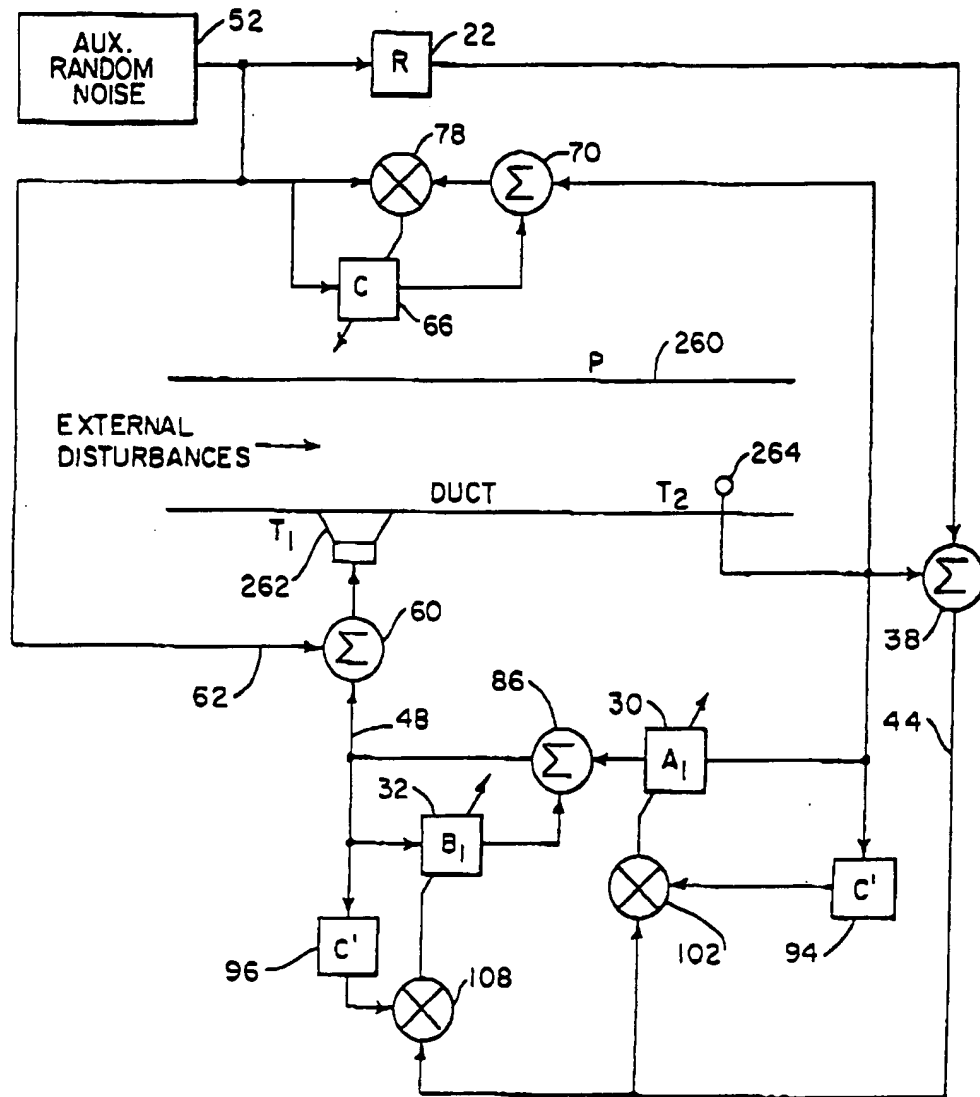 52
AUX.
RANDOM
NOISE
R
22
78
Σ
70
C
66
P
260
EXTERNAL
DISTURBANCES
264
DUCT
T2
T1
262
Σ
60
Σ
38
62
86
30
48
44
Σ
A1
32
B1
C'
C'
102
94
96
108